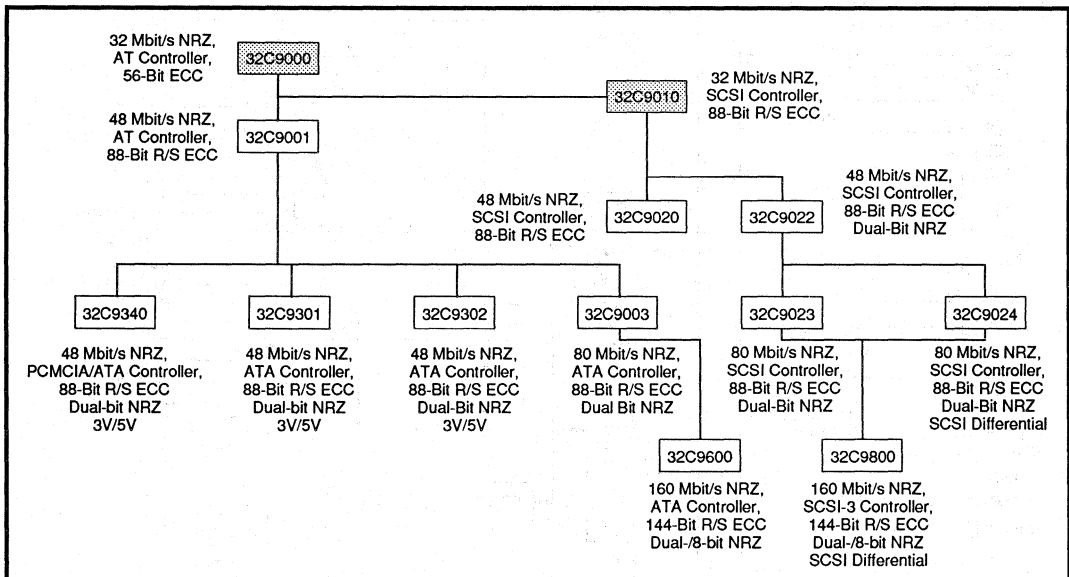 32 Mbit/s NRZ,
AT Controller,
56-Bit ECC
32C9000
32C9010
32 Mbit/s NRZ,
SCSI Controller,
88-Bit R/S ECC
48 Mbit/s NRZ,
AT Controller,
88-Bit R/S ECC
32C9001
48 Mbit/s NRZ,
SCSI Controller,
88-Bit R/S ECC
32C9020
32C9022
48 Mbit/s NRZ,
SCSI Controller,
88-Bit R/S ECC
Dual-Bit NRZ
32C9340
48 Mbit/s NRZ,
PCMCIA/ATA Controller,
88-Bit R/S ECC
Dual-bit NRZ
3V/5V
32C9301
48 Mbit/s NRZ,
ATA Controller,
88-Bit R/S ECC
Dual-bit NRZ
3V/5V
32C9302
48 Mbit/s NRZ,
ATA Controller,
88-Bit R/S ECC
Dual-Bit NRZ
3V/5V
32C9003
80 Mbit/s NRZ,
ATA Controller,
88-Bit R/S ECC
Dual Bit NRZ
32C9023
80 Mbit/s NRZ,
SCSI Controller,
88-Bit R/S ECC
Dual-Bit NRZ
32C9024
80 Mbit/s NRZ,
SCSI Controller,
88-Bit R/S ECC
Dual-Bit NRZ
SCSI Differential
32C9600
160 Mbit/s NRZ,
ATA Controller,
144-Bit R/S ECC
Dual-/8-bit NRZ
32C9800
160 Mbit/s NRZ,
SCSI-3 Controller,
144-Bit R/S ECC
Dual-/8-bit NRZ
SCSI Differential